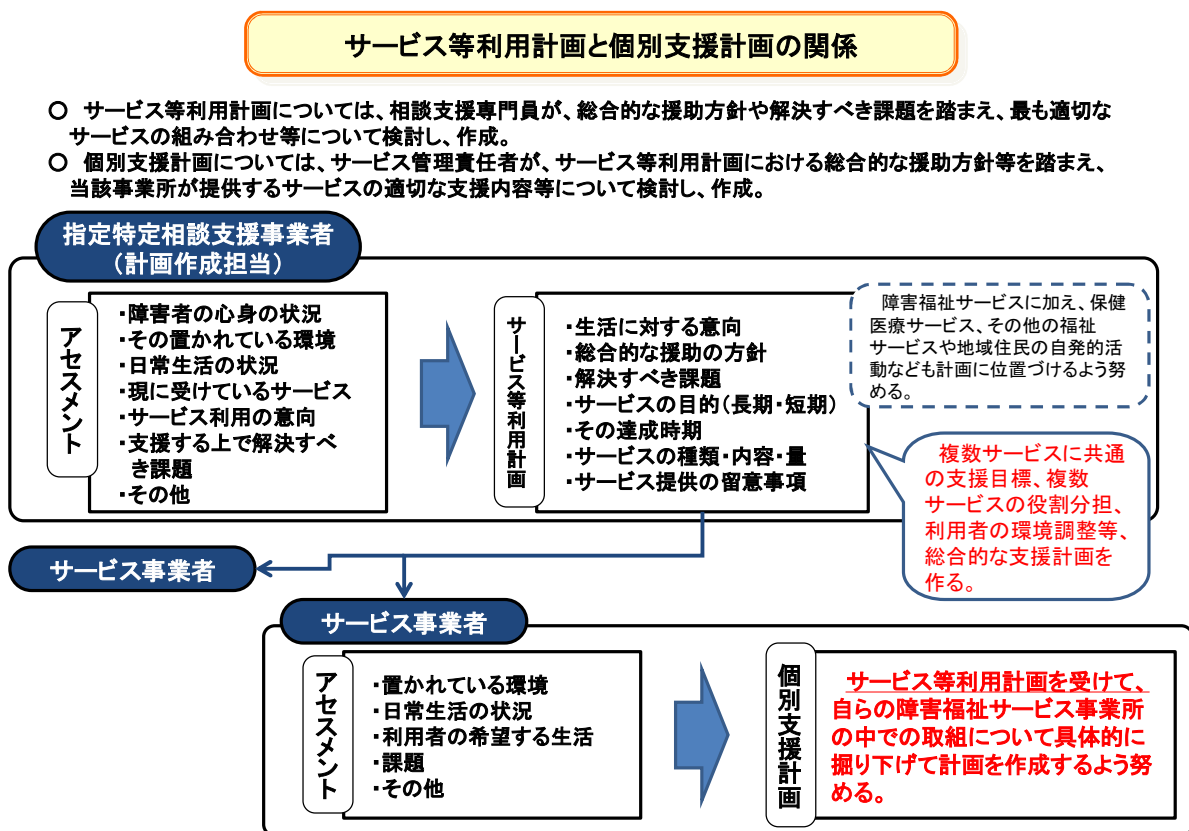 サービス等利用計画と個別支援計画の関係
○ サービス等利用計画については、相談支援専門員が、総合的な援助方針や解決すべき課題を踏まえ、最も適切な
サービスの組み合わせ等について検討し、作成。
○ 個別支援計画については、サービス管理責任者が、サービス等利用計画における総合的な援助方針等を踏まえ、
当該事業所が提供するサービスの適切な支援内容等について検討し、作成。
指定特定相談支援事業者
（計画作成担当）
アセスメント
・障害者の心身の状況
・その置かれている環境
・日常生活の状況
・現に受けているサービス
・サービス利用の意向
・支援する上で解決すべ
き課題
・その他
サービス等利用計画
・生活に対する意向
・総合的な援助の方針
・解決すべき課題
・サービスの目的（長期・短期）
・その達成時期
・サービスの種類・内容・量
・サービス提供の留意事項
障害福祉サービスに加え、保健
医療サービス、その他の福祉
サービスや地域住民の自発的活
動なども計画に位置づけるよう努
める。
複数サービスに共通
の支援目標、複数
サービスの役割分担、
利用者の環境調整等、
総合的な支援計画を
作る。
サービス事業者
サービス事業者
アセスメント
・置かれている環境
・日常生活の状況
・利用者の希望する生活
・課題
・その他
個別支援計画
サービス等利用計画を受けて、
自らの障害福祉サービス事業所
の中での取組について具体的に
掘り下げて計画を作成するよう努
める。